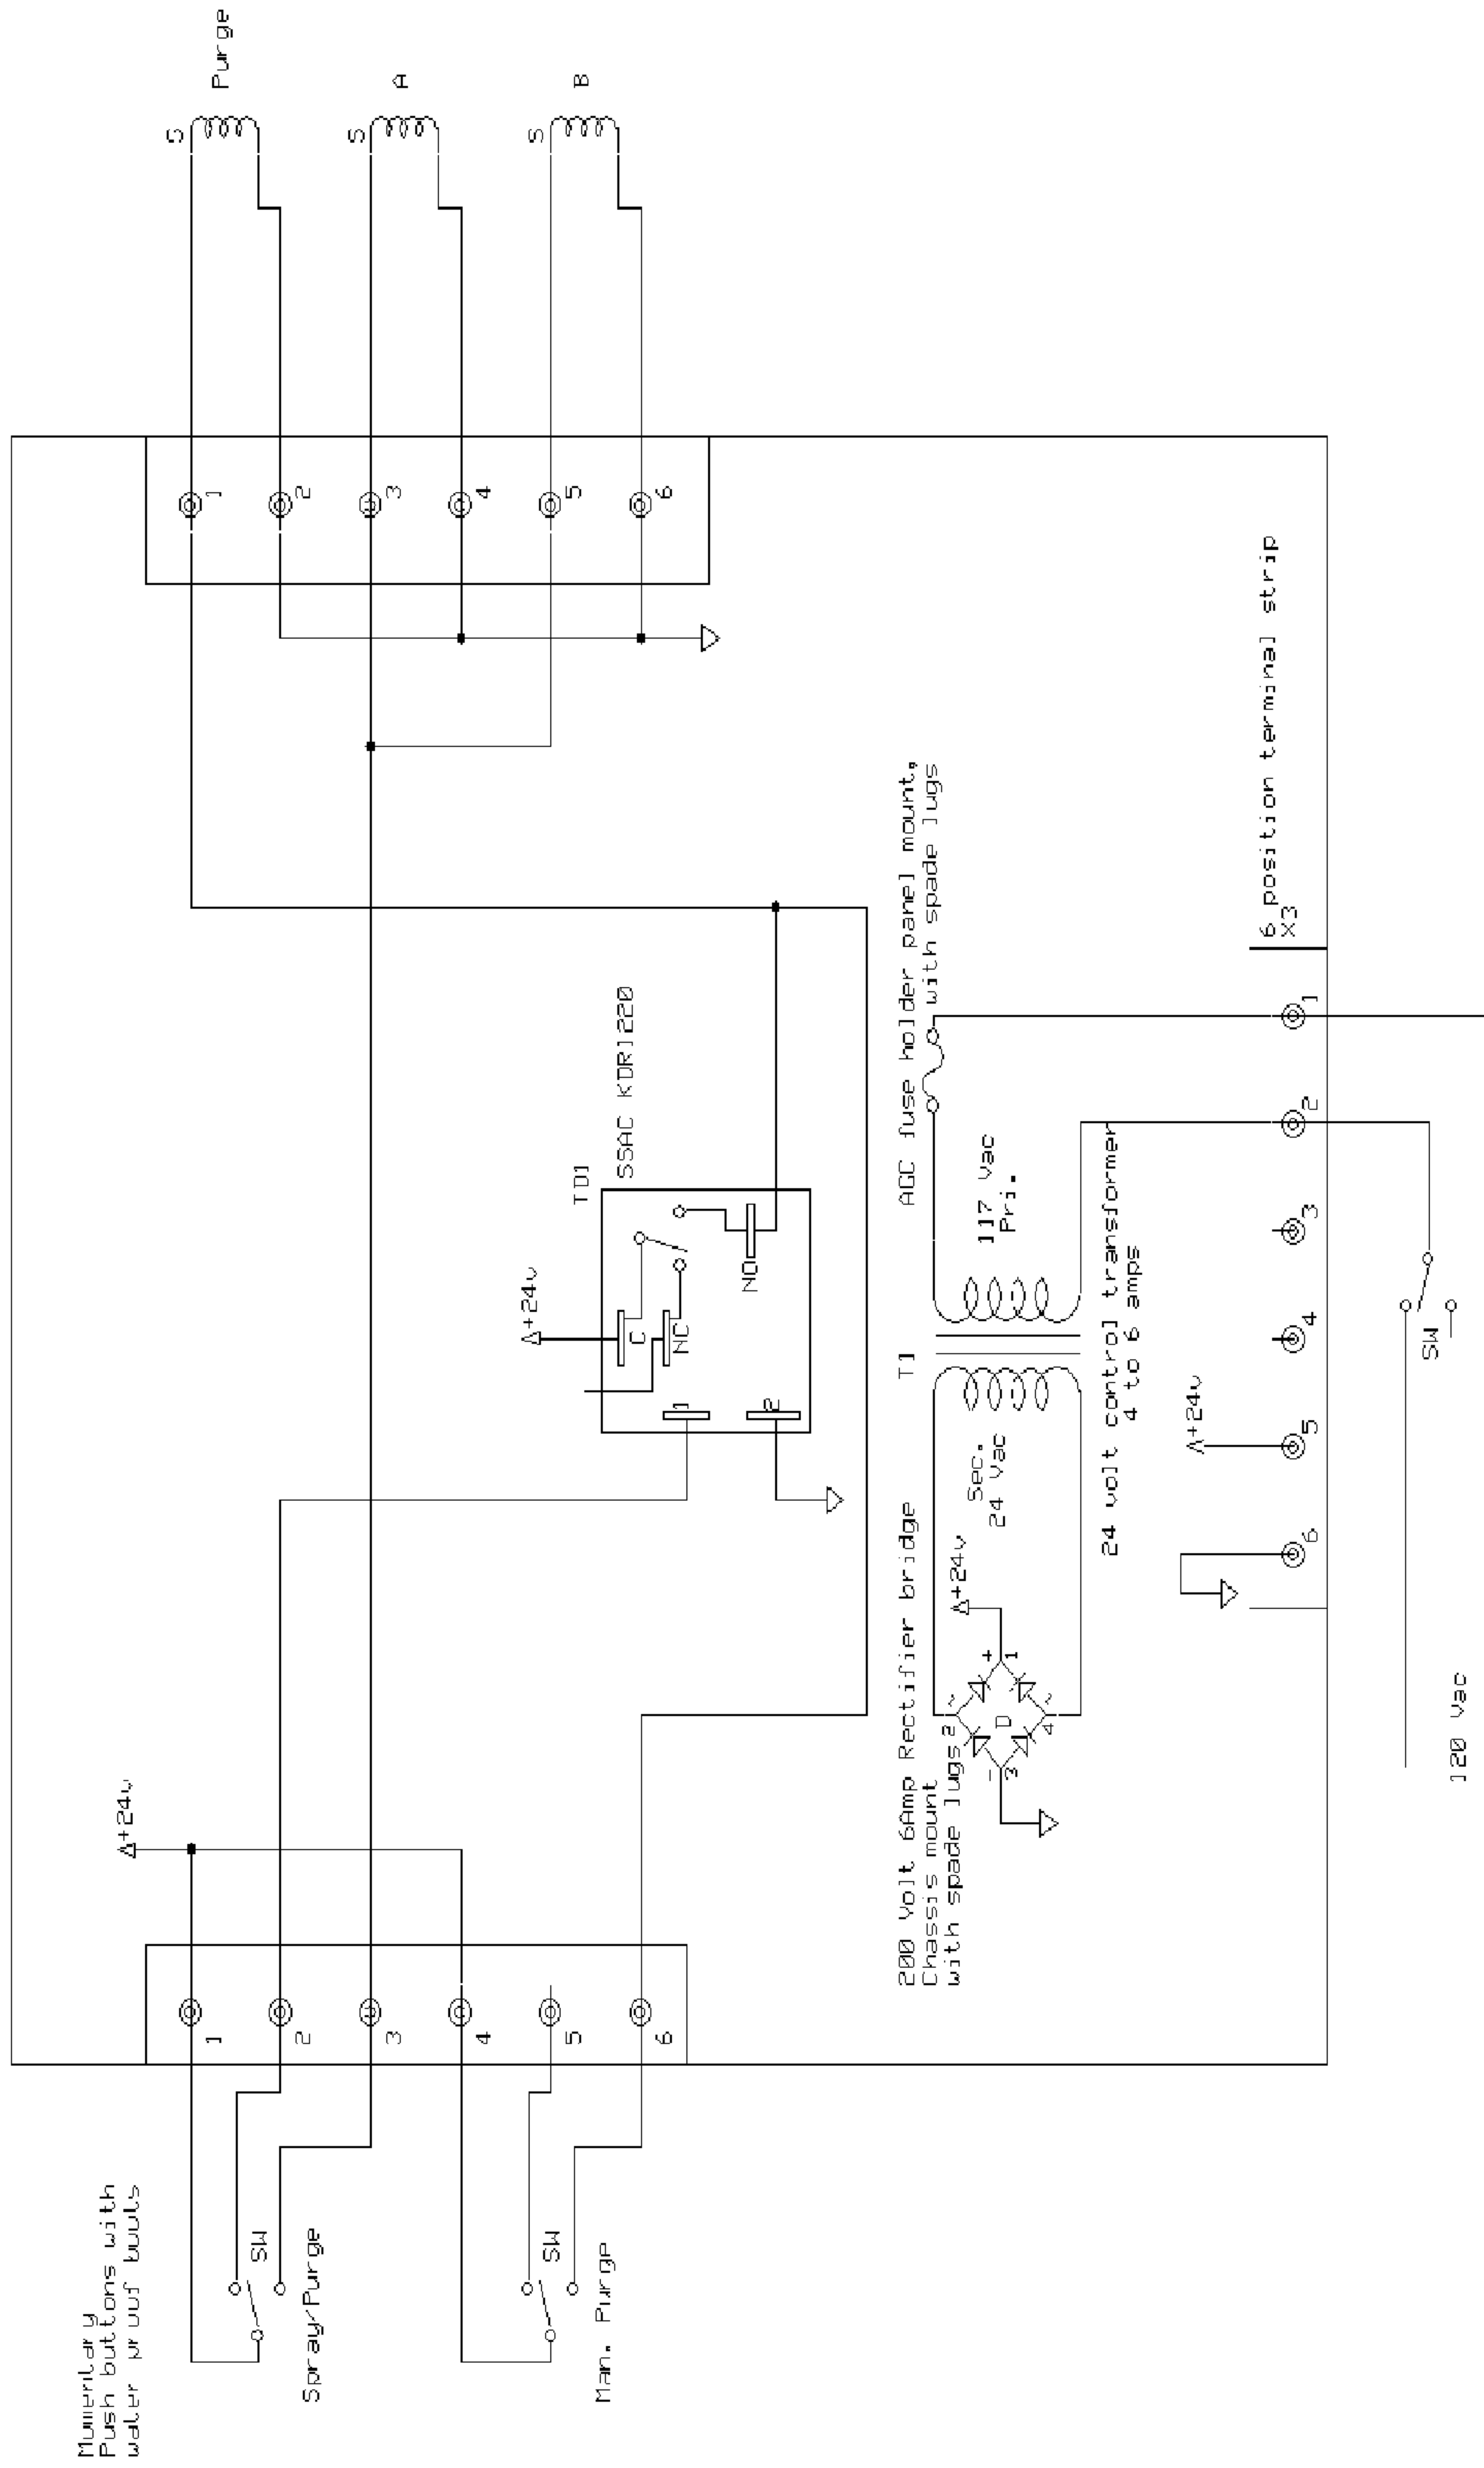 Momentary
Push buttons with
water proof boots
SW
Spray/Purge
SW
Man. Purge
1
2
3
4
5
6
+24v
+24v
TD1
SSAC KDR1220
C
NC
NO
1
2
1
2
3
4
5
6
S
Purge
S
A
S
B
200 Volt 6Amp Rectifier bridge
Chassis mount
with spade lugs
2
~
+
1
D
-
3
4
~
+24v
Sec.
24 Vac
T1
117 Vac
Pri.
24 volt control transformer
4 to 6 amps
AGC fuse holder panel mount,
with spade lugs
+24v
6
5
4
3
2
1
6 position terminal strip
X3
120 Vac
SW